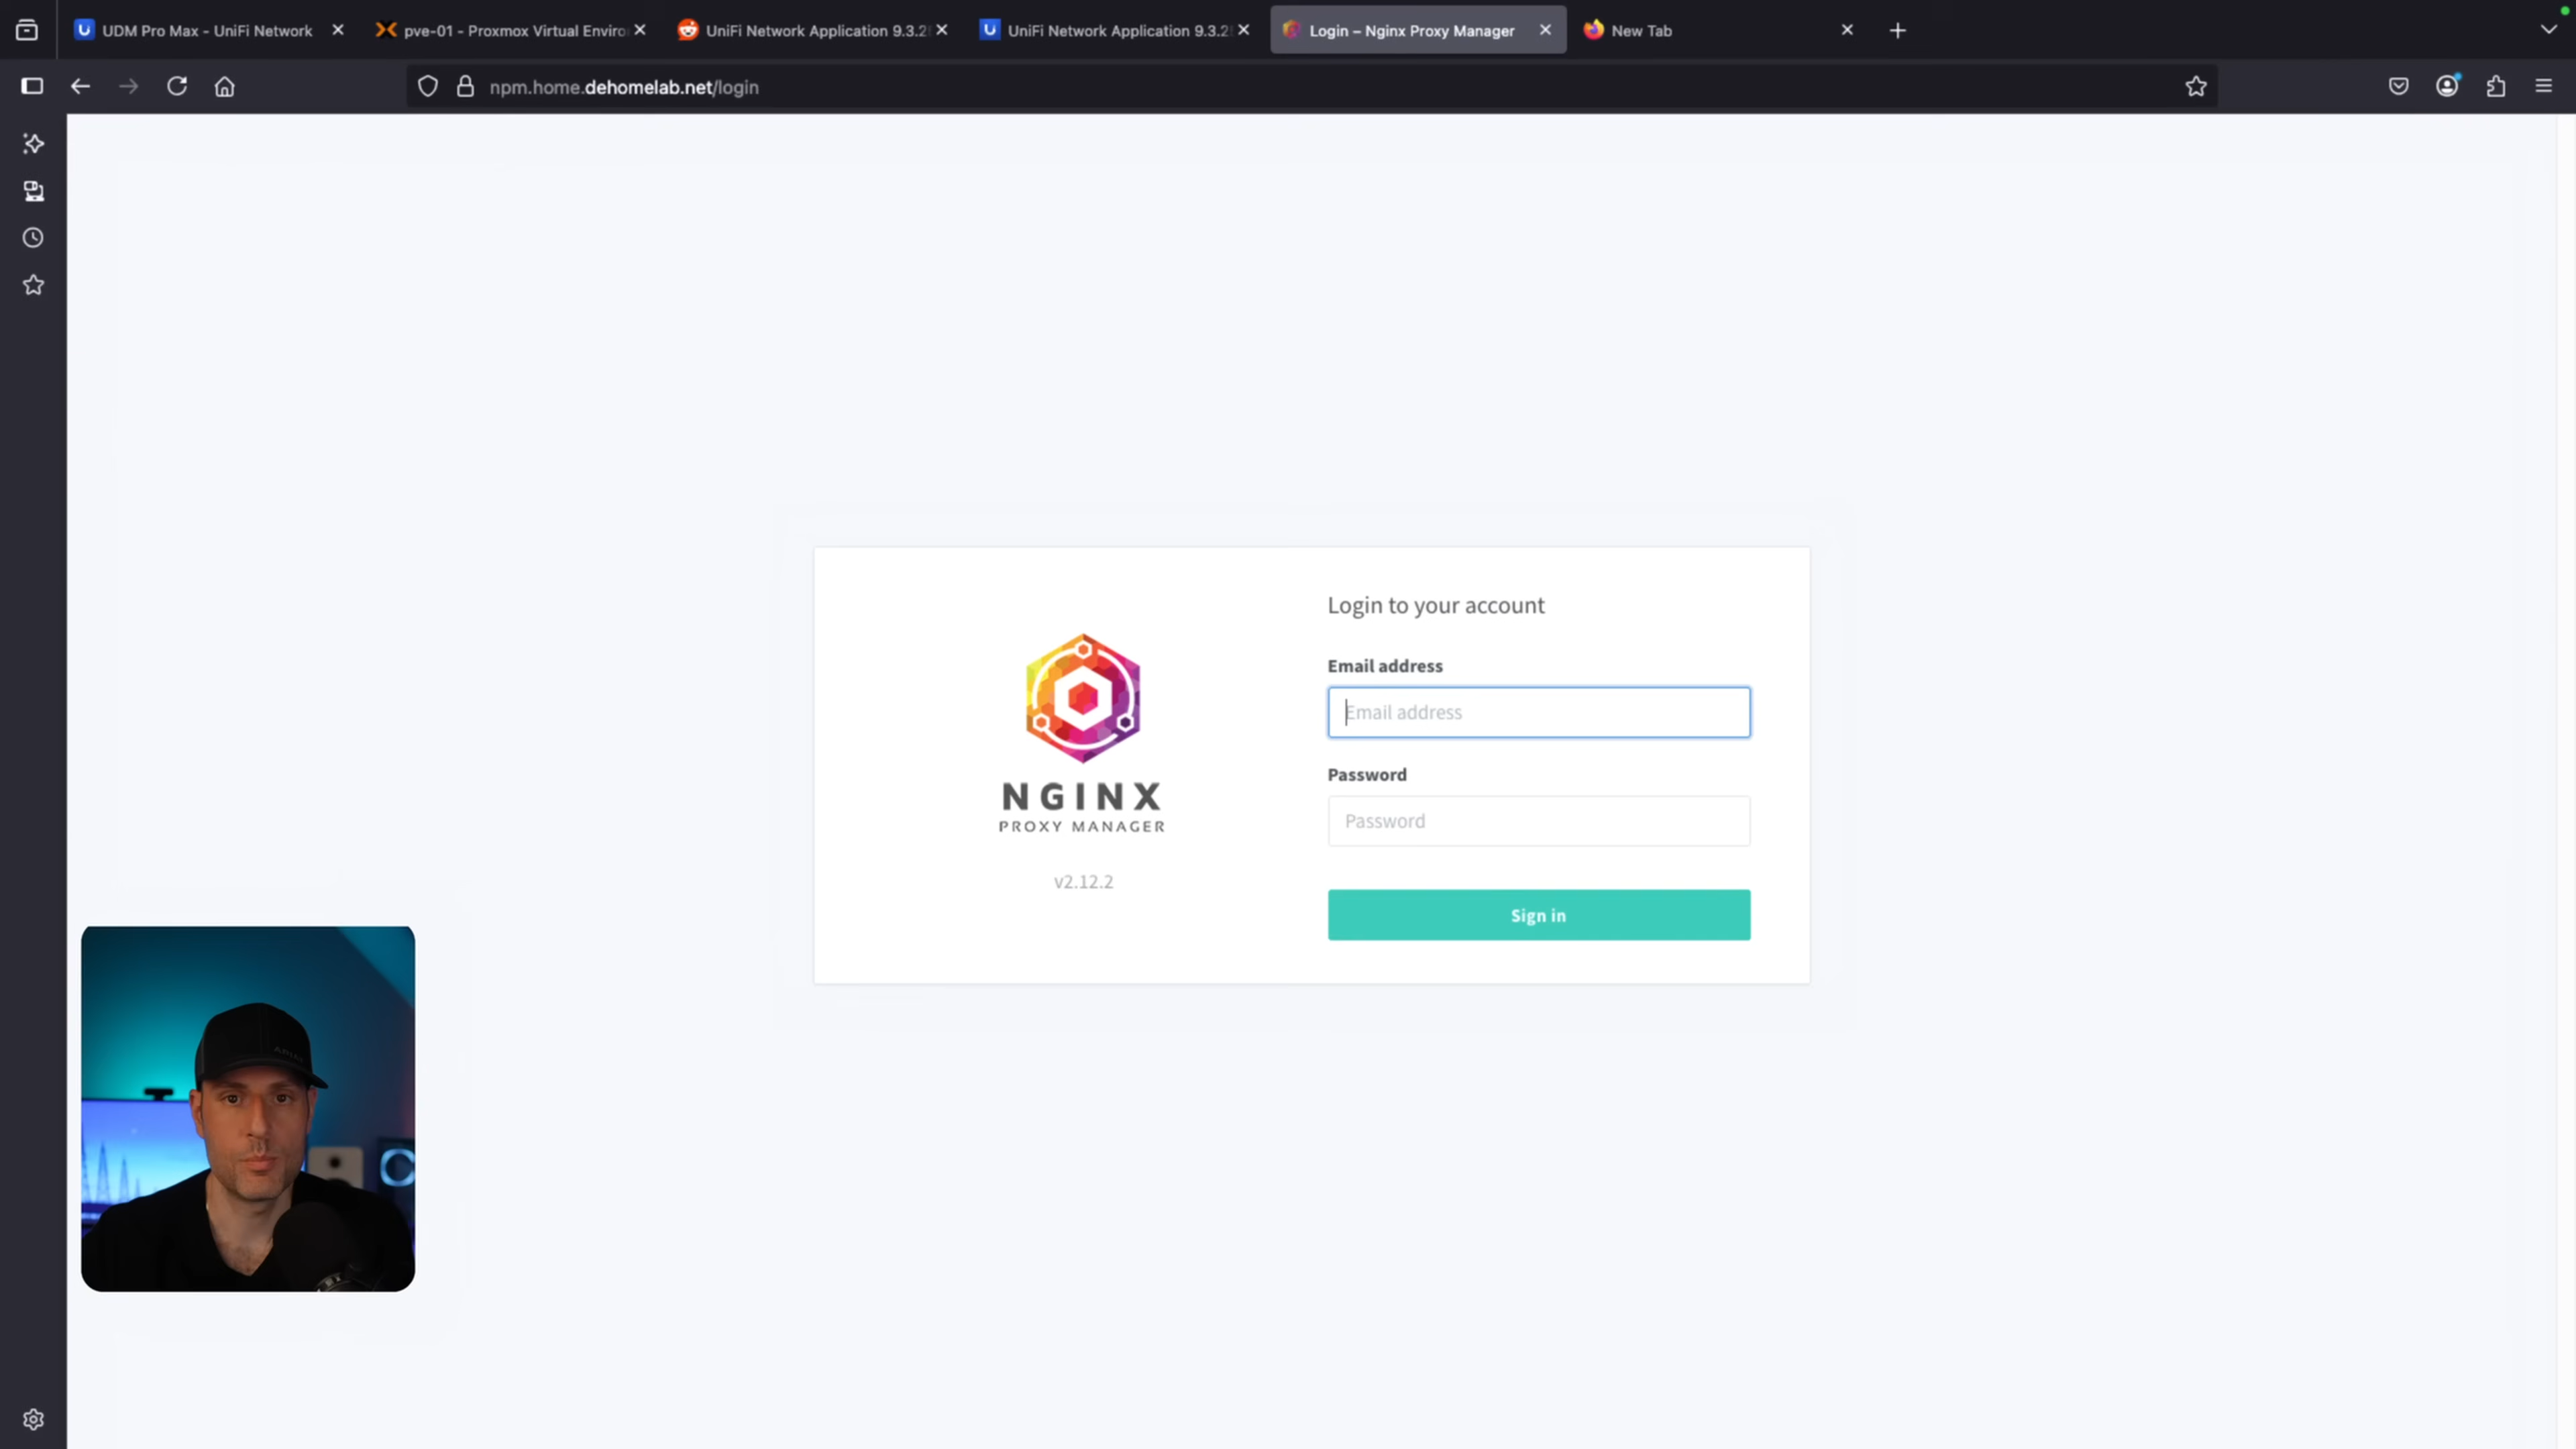 UDM Pro Max - UniFi Network
pve-01 - Proxmox Virtual Enviro
UniFi Network Application 9.3.2
UniFi Network Application 9.3.2
Login – Nginx Proxy Manager
New Tab
npm.home.dehomelab.net/login
Login to your account
Email address
Email address
Password
Password
Sign in
NGINX
PROXY MANAGER
v2.12.2